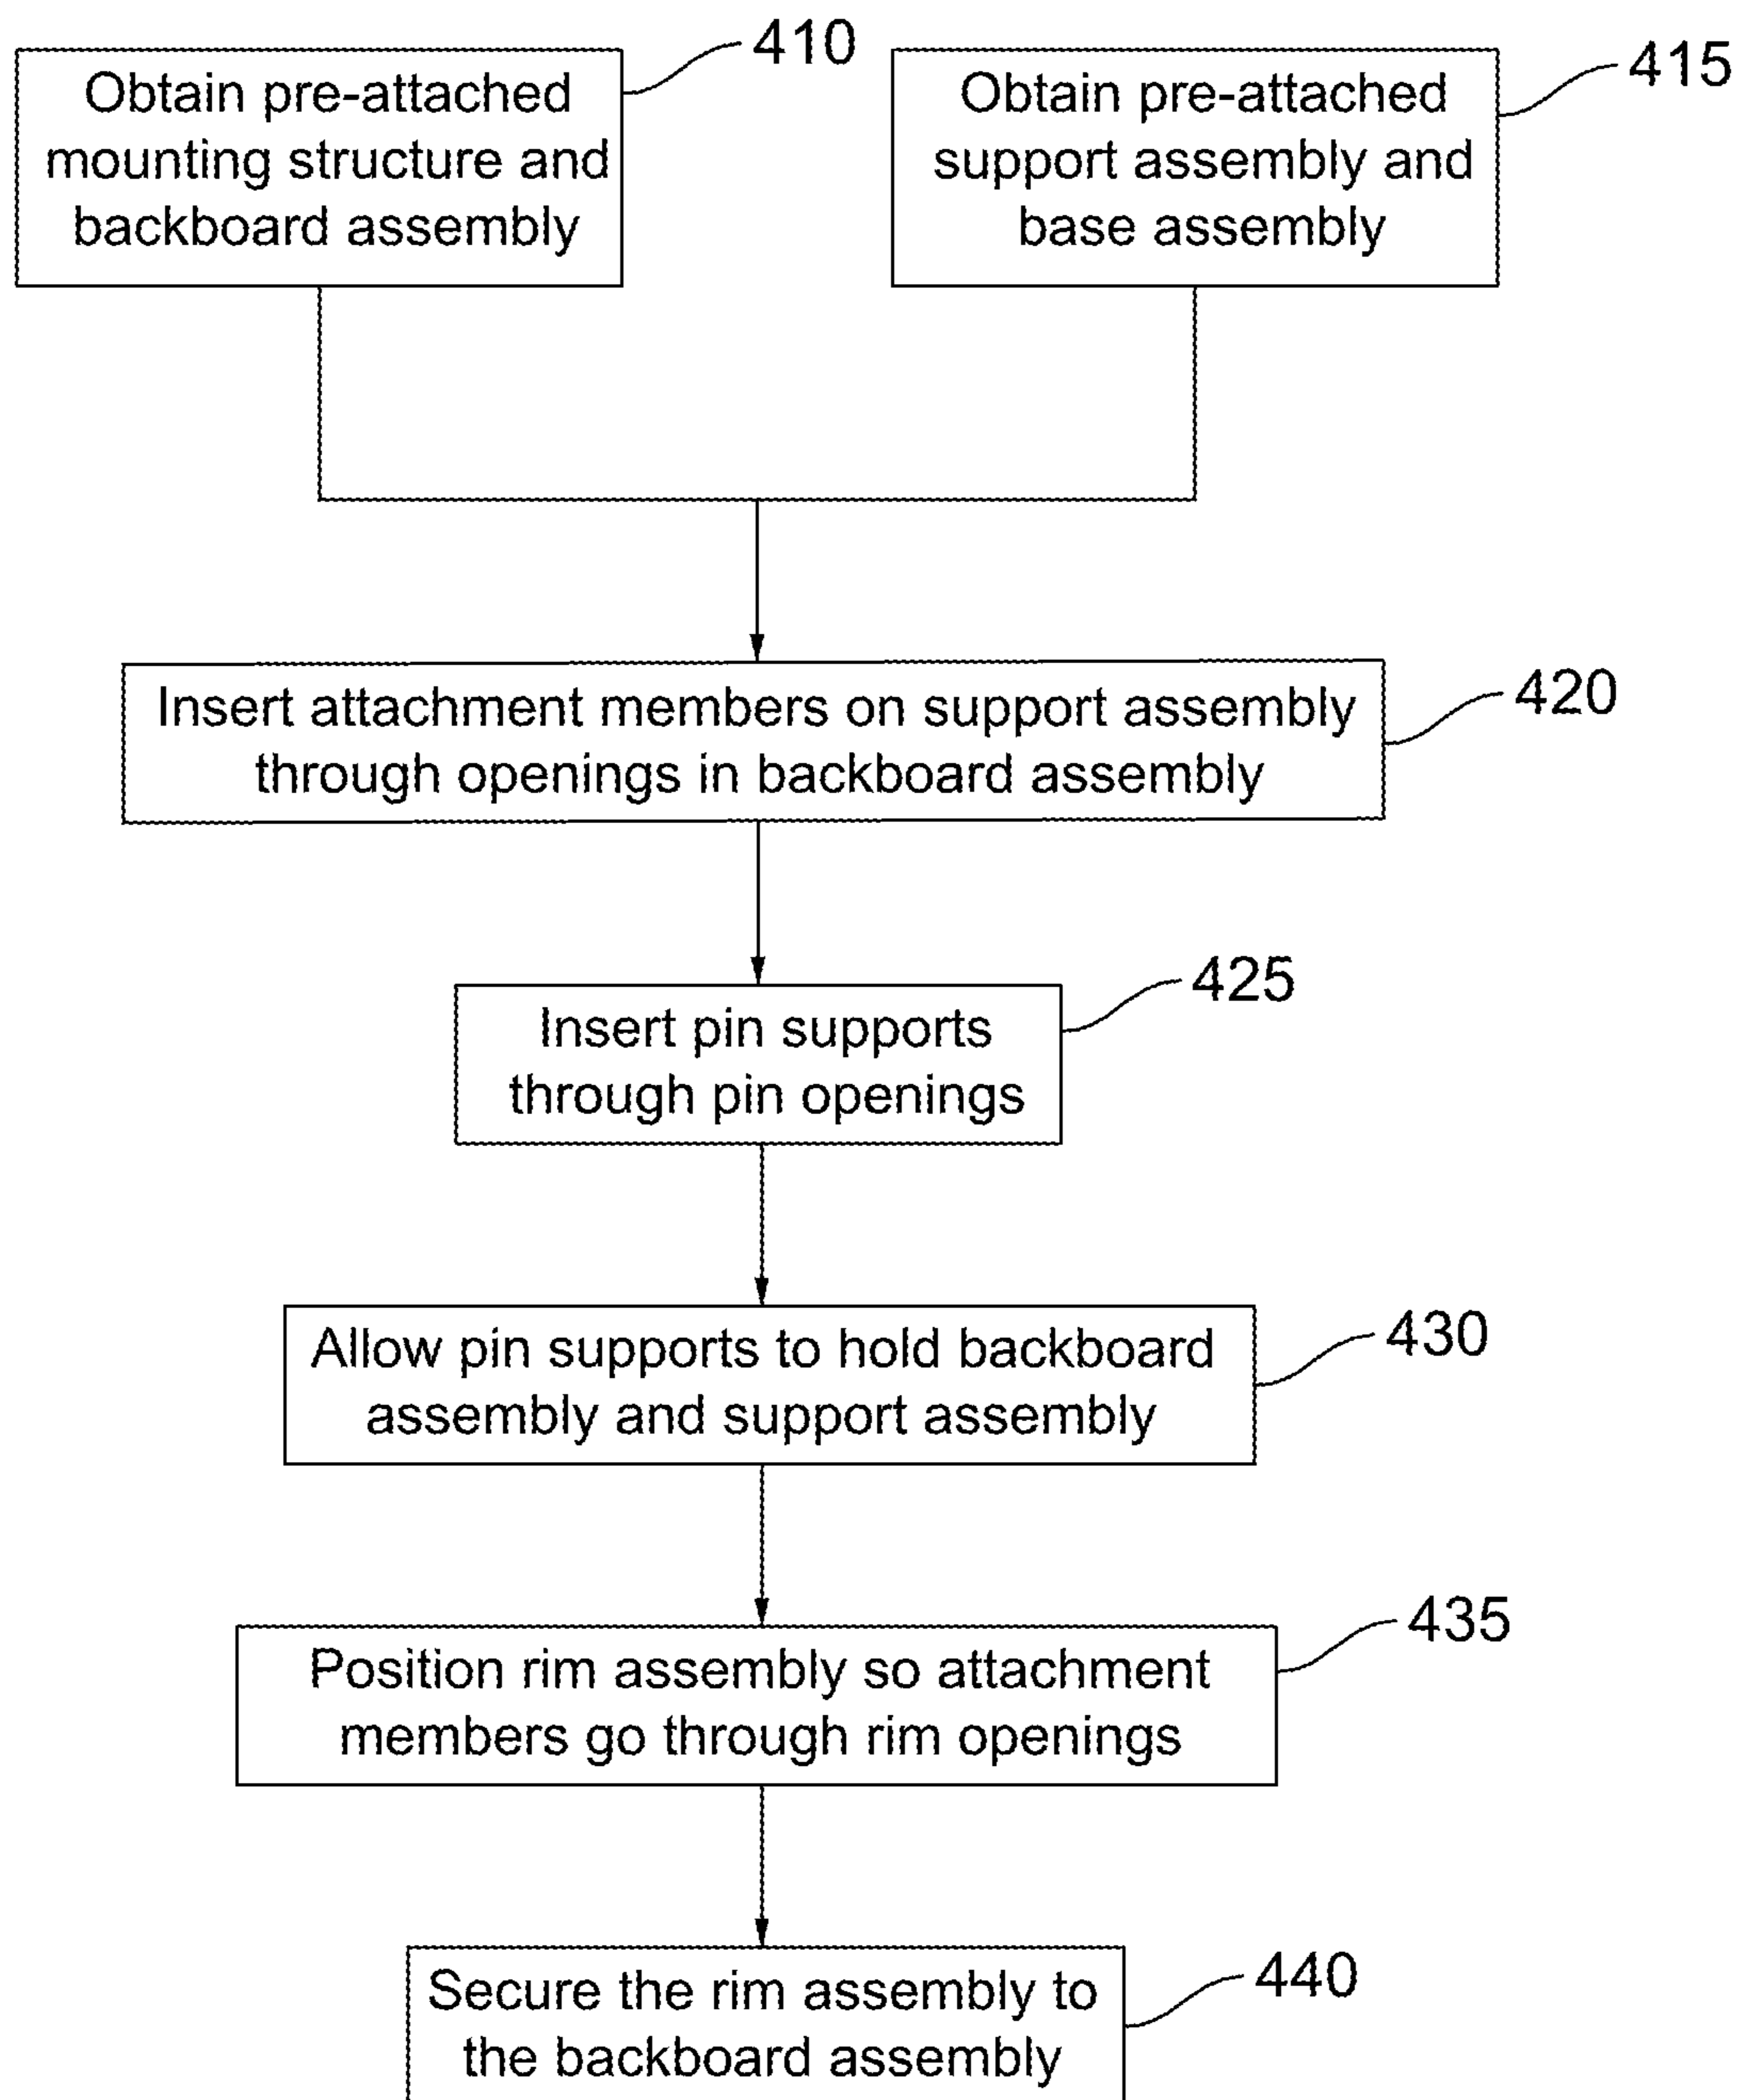 410
Obtain pre-attached
mounting structure and
backboard assembly
415
Obtain pre-attached
support assembly and
base assembly
420
Insert attachment members on support assembly
through openings in backboard assembly
425
Insert pin supports
through pin openings
430
Allow pin supports to hold backboard
assembly and support assembly
435
Position rim assembly so attachment
members go through rim openings
440
Secure the rim assembly to
the backboard assembly